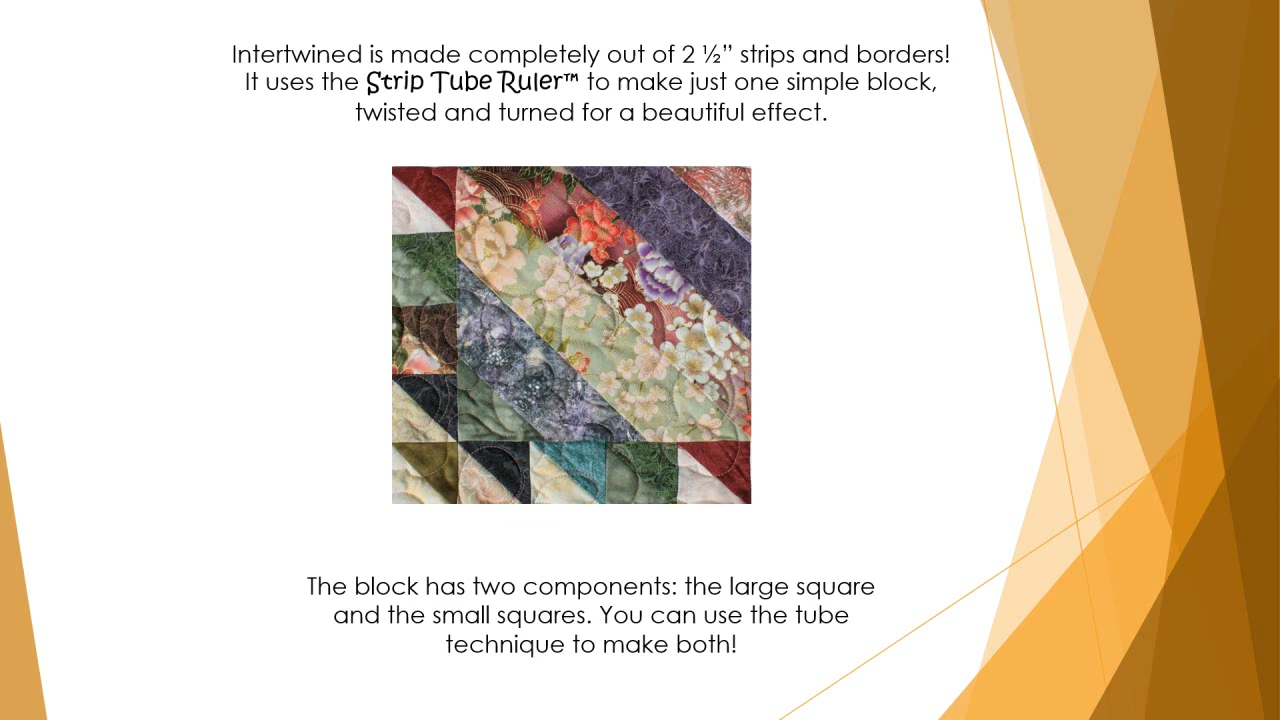 Intertwined is made completely out of 2 ½” strips and borders!
It uses the Strip Tube Ruler™ to make just one simple block,
twisted and turned for a beautiful effect.
The block has two components: the large square
and the small squares. You can use the tube
technique to make both!